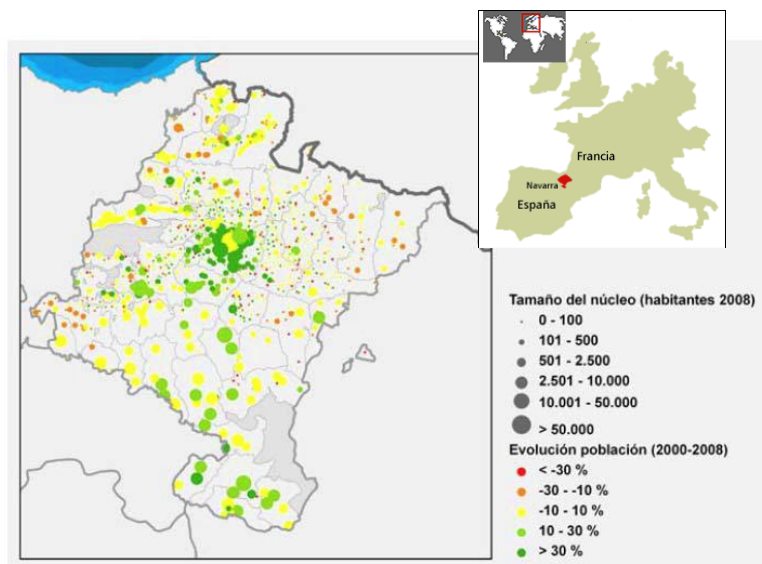 Francia
Navarra
España
Tamaño del núcleo (habitantes 2008)
0 - 100
101 - 500
501 - 2.500
2.501 - 10.000
10.001 - 50.000
> 50.000
Evolución población (2000-2008)
< -30 %
-30 - -10 %
-10 - 10 %
10 - 30 %
> 30 %